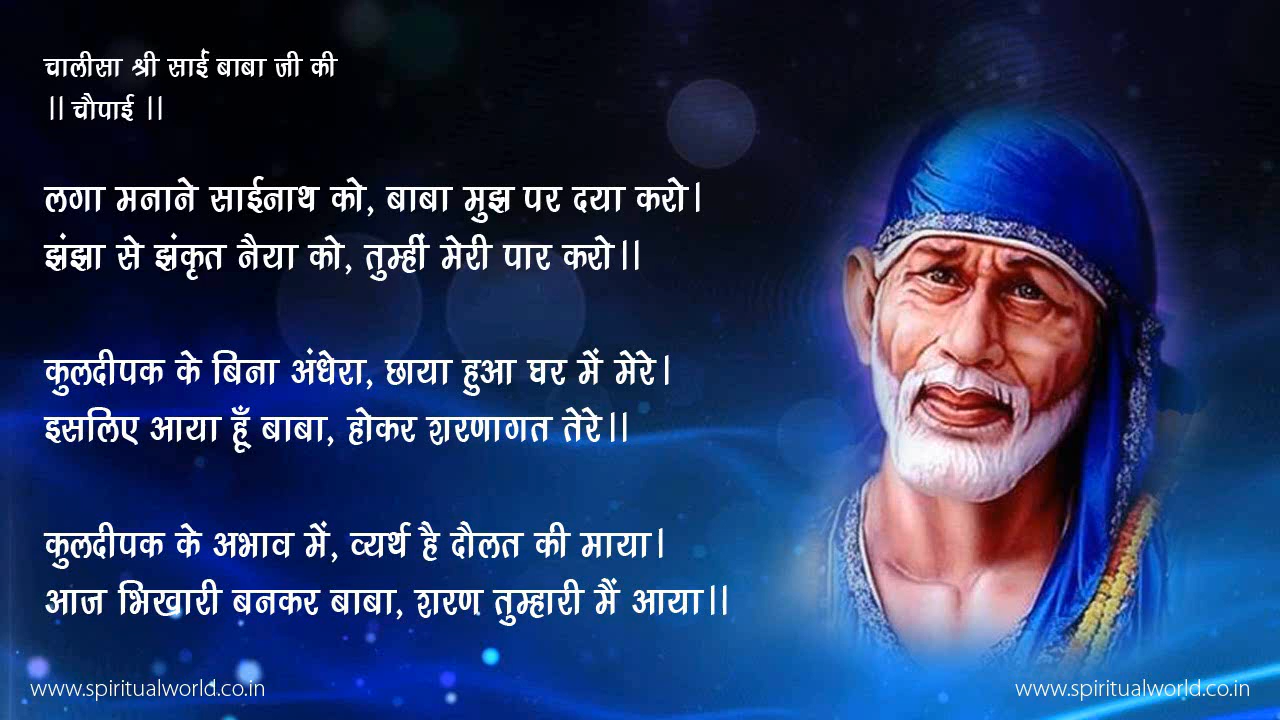 चालीसा श्री साईं बाबा जी की
|| चौपाई ||
लगा मनाने साईनाथ को, बाबा मुझ पर दया करो।
झंझा से झंकृत नैया को, तुम्हीं मेरी पार करो।।
कुलदीपक के बिना अंधेरा, छाया हुआ घर में मेरे।
इसलिए आया हूँ बाबा, होकर शरणागत तेरे।।
कुलदीपक के अभाव में, व्यर्थ है दौलत की माया।
आज भिखारी बनकर बाबा, शरण तुम्हारी मैं आया।।
www.spiritualworld.co.in
www.spiritualworld.co.in